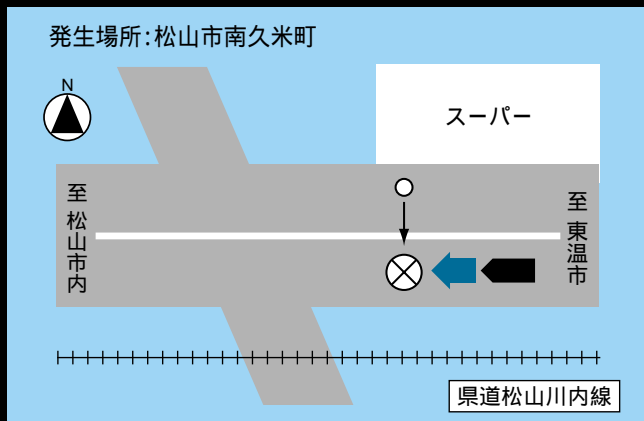 発生場所:松山市南久米町
N
スーパー
至 松山市内
至 東温市
県道松山川内線